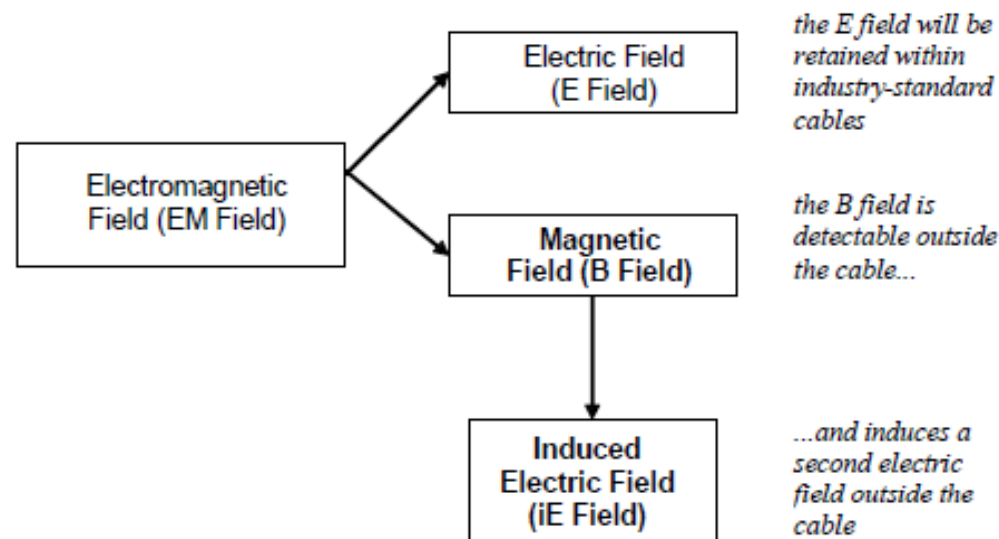 Electric Field
(E Field)
the E field will be
retained within
industry-standard
cables
Electromagnetic
Field (EM Field)
Magnetic
Field (B Field)
the B field is
detectable outside
the cable...
Induced
Electric Field
(iE Field)
...and induces a
second electric
field outside the
cable